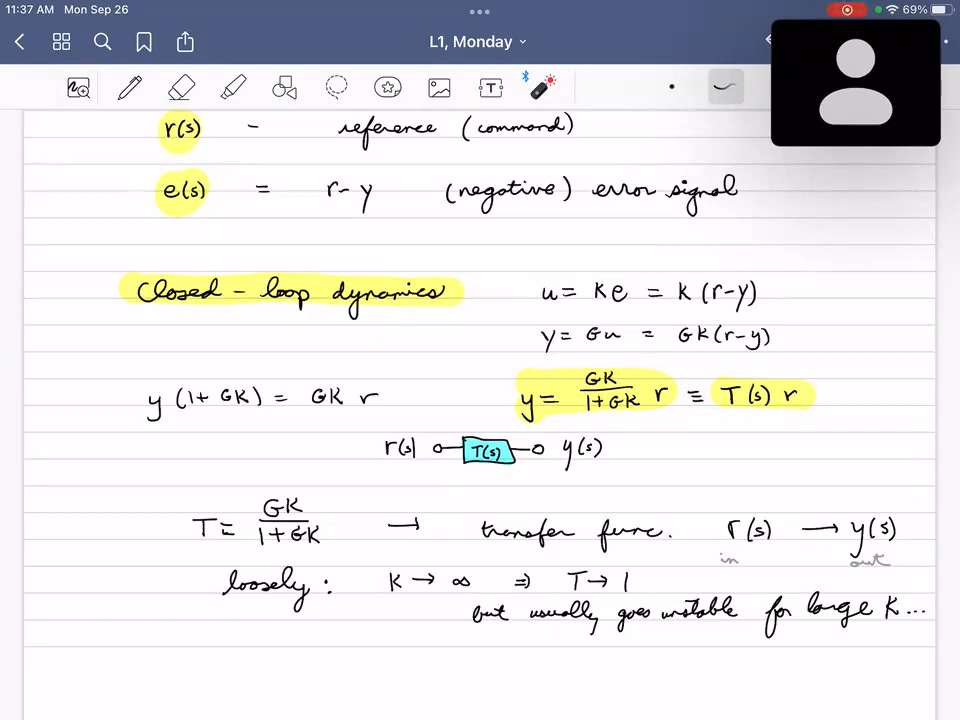 11:37 AM Mon Sep 26
69%
L1, Monday
r(s) - reference (command)
e(s) = r-y (negative) error signal
Closed - loop dynamics
u = Ke = K(r-y)
y = Gu = GK(r-y)
y (1+ GK) = GK r
y = GK/1+GK r ≡ T(s) r
r(s) T(s) y(s)
T = GK/1+GK → transfer func. r(s) → y(s)
in out
loosely : K → ∞ ⇒ T → 1
but usually goes unstable for large K...